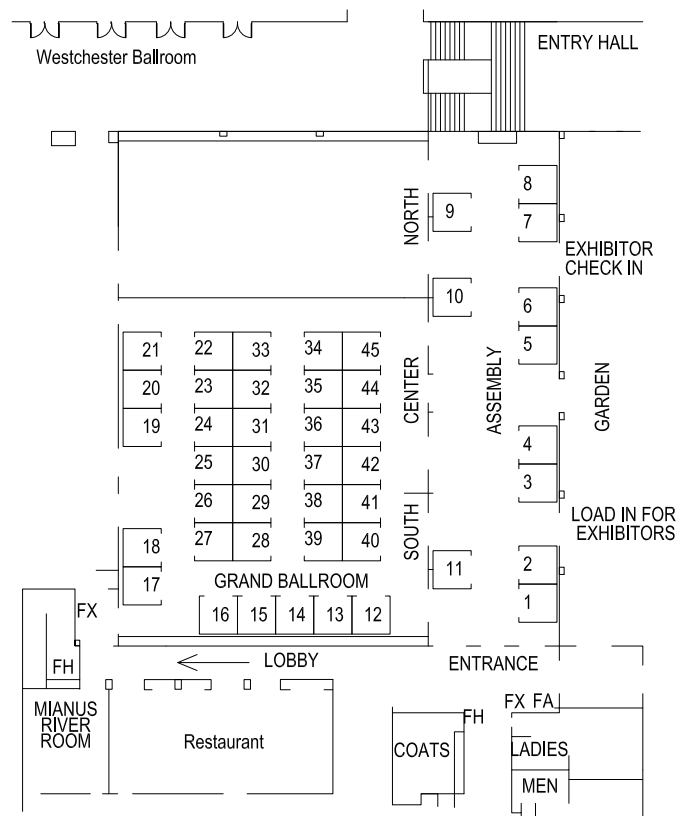 Westchester Ballroom
ENTRY HALL
8
NORTH
9
7
EXHIBITOR
CHECK IN
10
6
21 22 33 34 45
5
20 23 32 35 44
CENTER
ASSEMBLY
GARDEN
19 24 31 36 43
4
25 30 37 42
3
26 29 38 41
SOUTH
LOAD IN FOR
EXHIBITORS
18 27 28 39 40
11
2
17
GRAND BALLROOM
1
FX
16 15 14 13 12
FH
LOBBY
ENTRANCE
MIANUS
RIVER
ROOM
Restaurant
FH
FX FA
COATS
LADIES
MEN